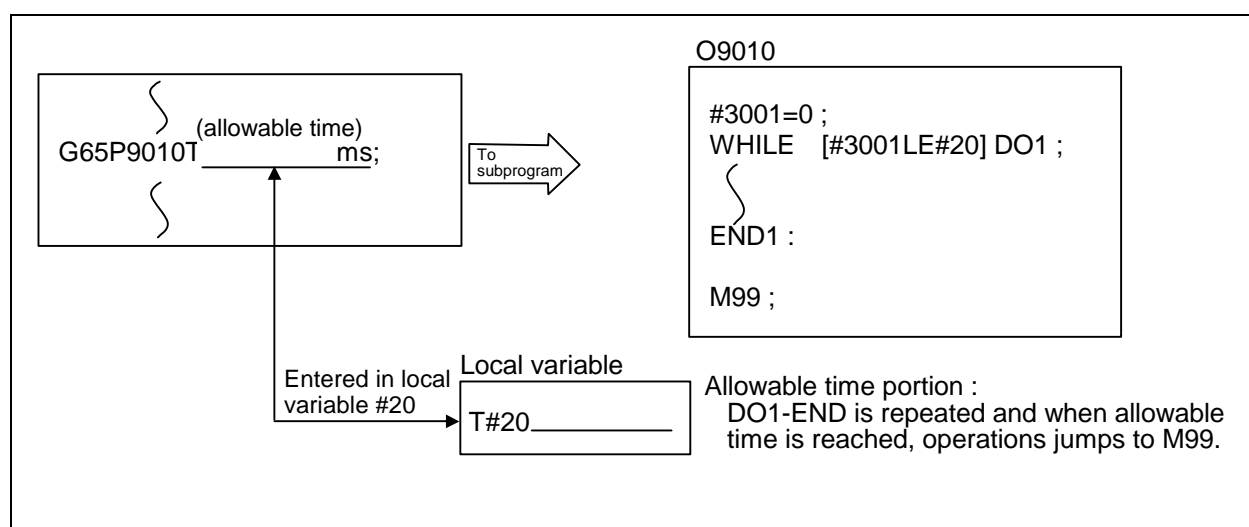 (allowable time)
G65P9010T ms;
To
subprogram
O9010
#3001=0 ;
WHILE [#3001LE#20] DO1 ;
END1 :
M99 ;
Entered in local
variable #20
Local variable
T#20
Allowable time portion :
DO1-END is repeated and when allowable
time is reached, operations jumps to M99.